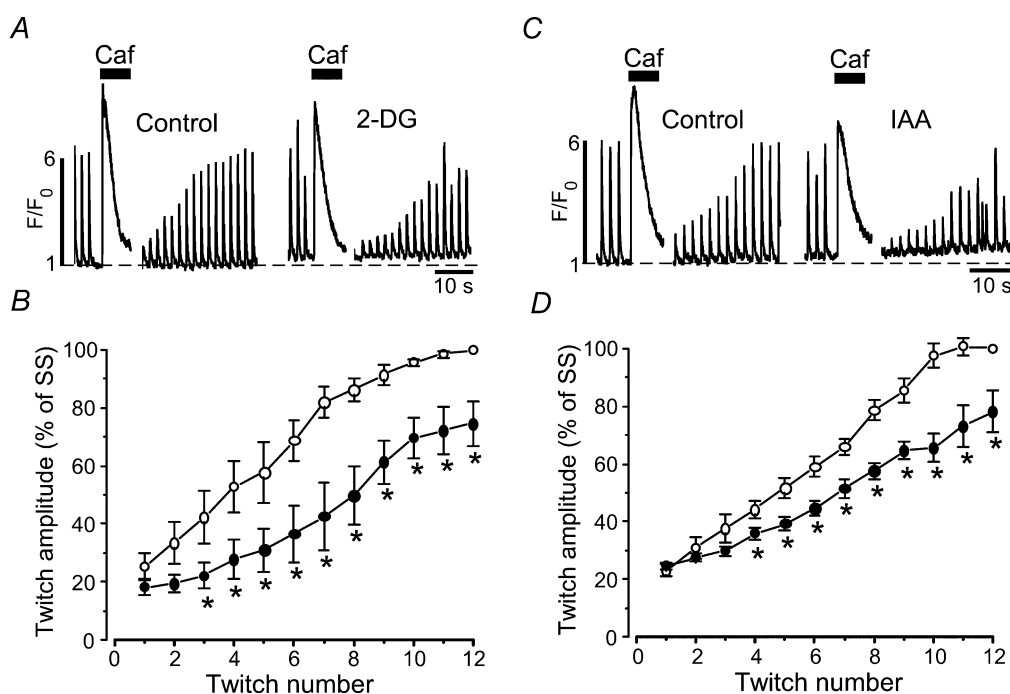 A
Caf
Caf
Control
2-DG
6
F/F0
1
10 s
C
Caf
Caf
Control
IAA
6
F/F0
1
10 s
B
Twitch amplitude (% of SS)
100
80
60
40
20
0
* * * * * * * * * *
0 2 4 6 8 10 12
Twitch number
D
Twitch amplitude (% of SS)
100
80
60
40
20
0
* * * * * * * * *
0 2 4 6 8 10 12
Twitch number